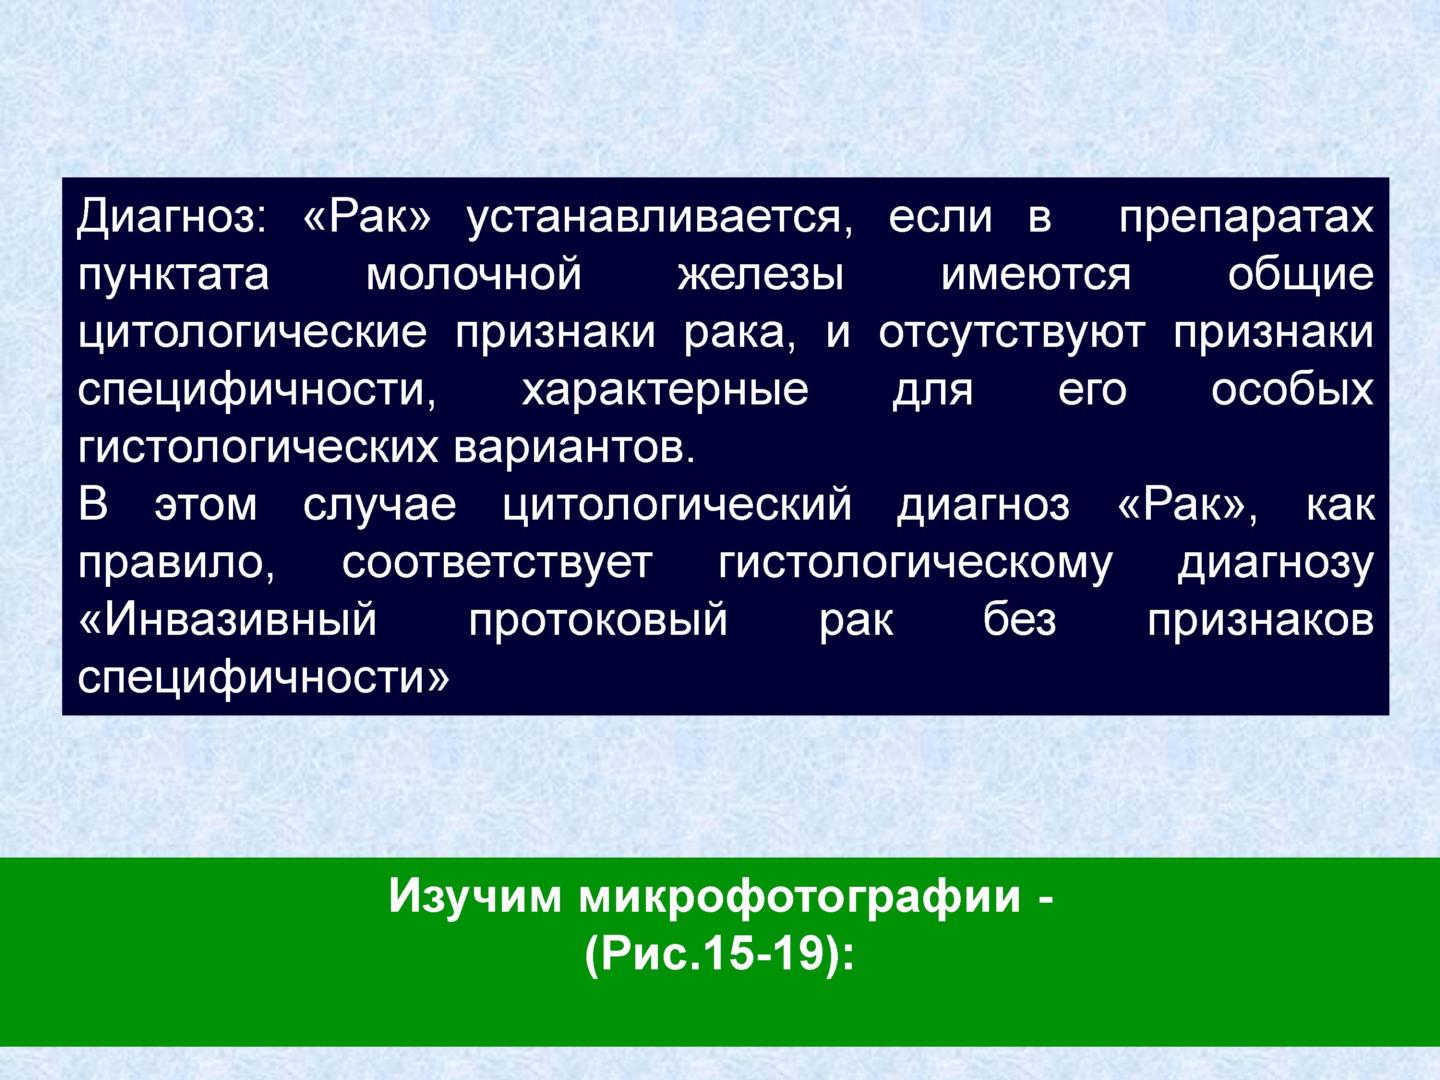 Диагноз: «Рак» устанавливается, если в препаратах
пунктата молочной железы имеются общие
цитологические признаки рака, и отсутствуют признаки
специфичности, характерные для его особых
гистологических вариантов.
В этом случае цитологический диагноз «Рак», как
правило, соответствует гистологическому диагнозу
«Инвазивный протоковый рак без признаков
специфичности»
Изучим микрофотографии -
(Рис.15-19):